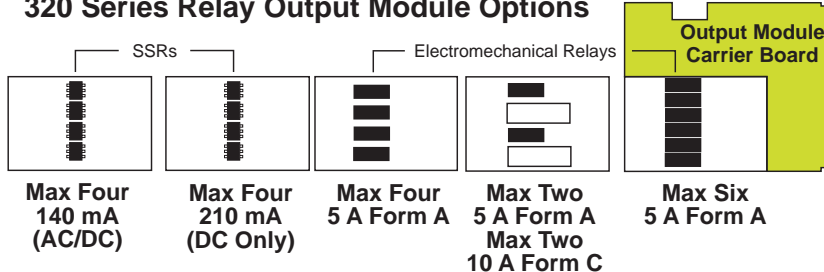 320 Series Relay Output Module Options
SSRs
Electromechanical Relays
Output Module
Carrier Board
Max Four
140 mA
(AC/DC)
Max Four
210 mA
(DC Only)
Max Four
5 A Form A
Max Two
5 A Form A
Max Two
10 A Form C
Max Six
5 A Form A